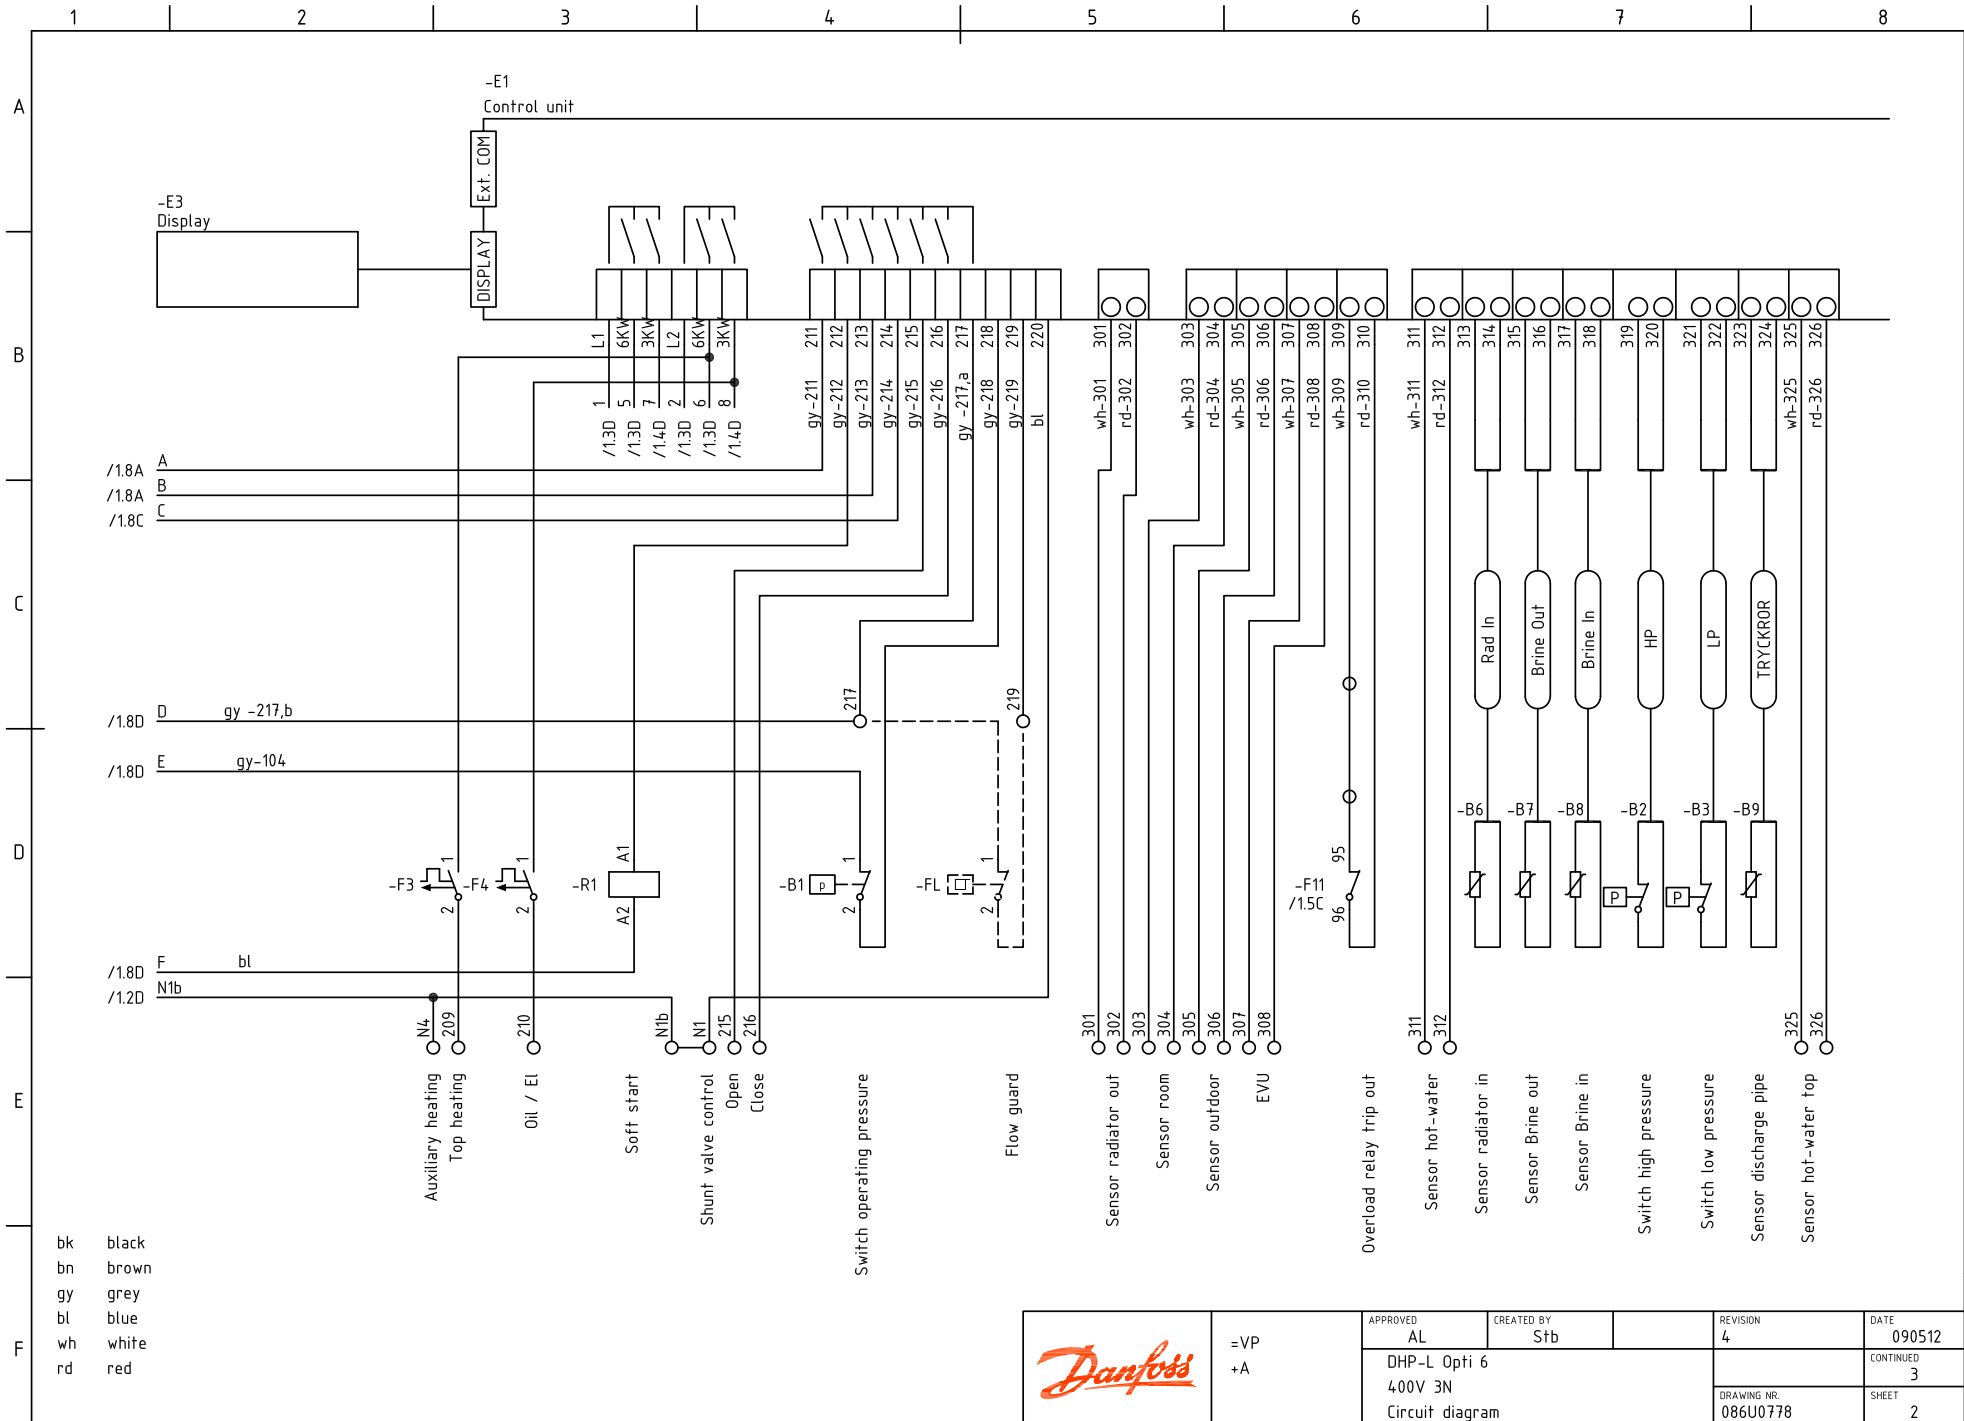 1 2 3 4 5 6 7 8
A
B
C
D
E
F
-E1
Control unit
Ext. COM
DISPLAY
-E3
Display
L1 6KW 3KW L2 6KW 3KW
1 5 7 2 6 8
/1.3D /1.3D /1.4D /1.3D /1.3D /1.4D
211 212 213 214 215 216 217 218 219 220
gy-211 gy-212 gy-213 gy-214 gy-215 gy-216 gy -217,a gy-218 gy-219 bl
301 302 303 304 305 306 307 308 309 310
wh-301 rd-302 wh-303 rd-304 wh-305 rd-306 wh-307 rd-308 wh-309 rd-310
311 312 313 314 315 316 317 318 319 320 321 322 323 324 325 326
wh-311 rd-312 wh-325 rd-326
/1.8A A
/1.8A B
/1.8C C
Rad In
Brine Out
Brine In
HP
LP
TRYCKROR
217
219
/1.8D D gy -217,b
/1.8D E gy-104
-B6 -B7 -B8 -B2 -B3 -B9
-F3 1 2
-F4 1 2
-R1 A1 A2
-B1 p 1 2
-FL 1 2
-F11
/1.5C
95
96
P
P
/1.8D F bl
/1.2D N1b
N4 209 210 N1b N1 215 216
301 302 303 304 305 306 307 308
311 312
325 326
Auxiliary heating
Top heating
Oil / El
Soft start
Shunt valve control
Open
Close
Switch operating pressure
Flow guard
Sensor radiator out
Sensor room
Sensor outdoor
EVU
Overload relay trip out
Sensor hot-water
Sensor radiator in
Sensor Brine out
Sensor Brine in
Switch high pressure
Switch low pressure
Sensor discharge pipe
Sensor hot-water top
bk black
bn brown
gy grey
bl blue
wh white
rd red
Danfoss
=VP
+A
APPROVED
AL
CREATED BY
Stb
REVISION
4
DATE
090512
DHP-L Opti 6
400V 3N
Circuit diagram
CONTINUED
3
DRAWING NR.
086U0778
SHEET
2